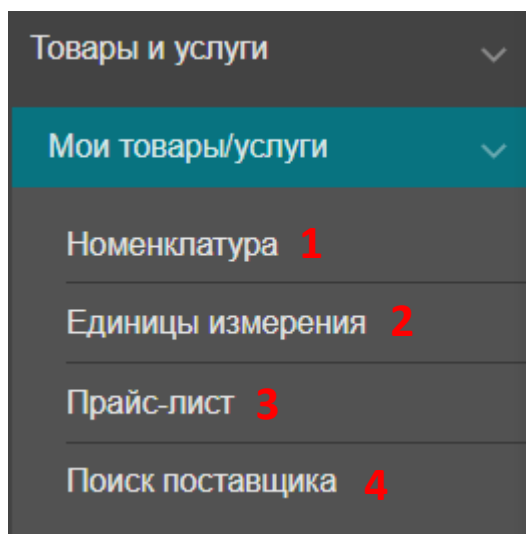 Товары и услуги
Мои товары/услуги
Номенклатура 1
Единицы измерения 2
Прайс-лист 3
Поиск поставщика 4